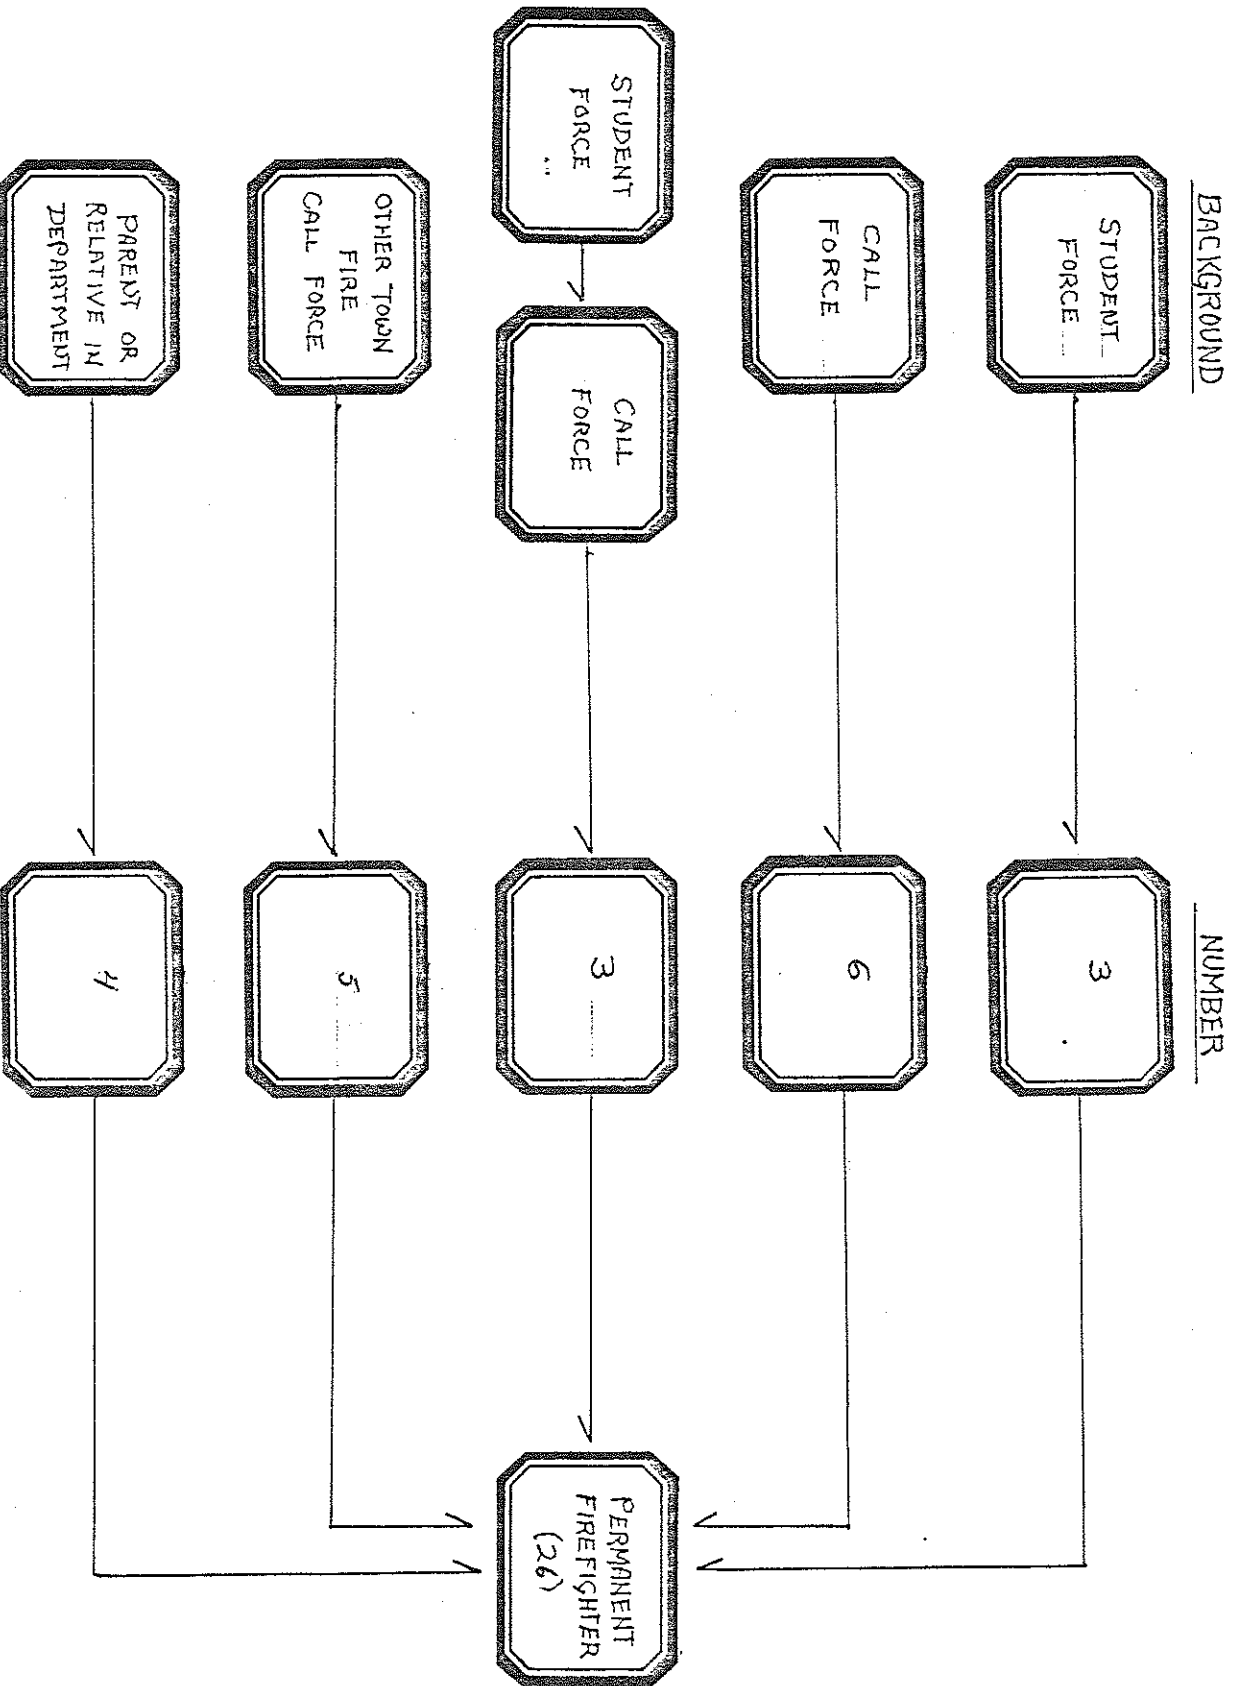 BACKGROUND
NUMBER
STUDENT
FORCE
3
CALL
FORCE
6
STUDENT
FORCE
CALL
FORCE
3
PERMANENT
FIREFIGHTER
(26)
OTHER TOWN
FIRE
CALL FORCE
5
PARENT OR
RELATIVE IN
DEPARTMENT
4